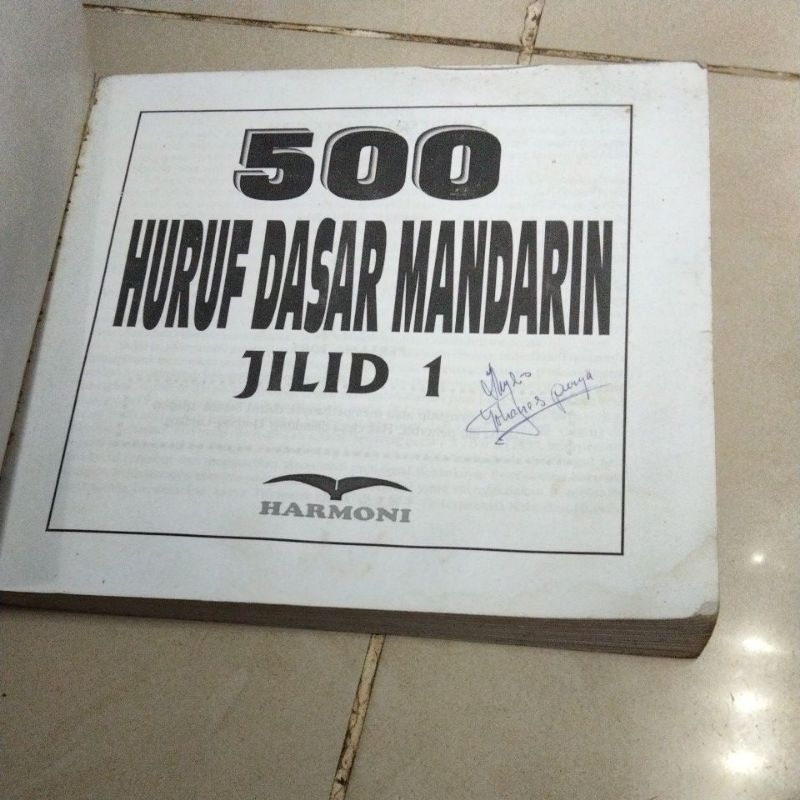 500
HURUF DASAR MANDARIN
JILID 1
HARMONI